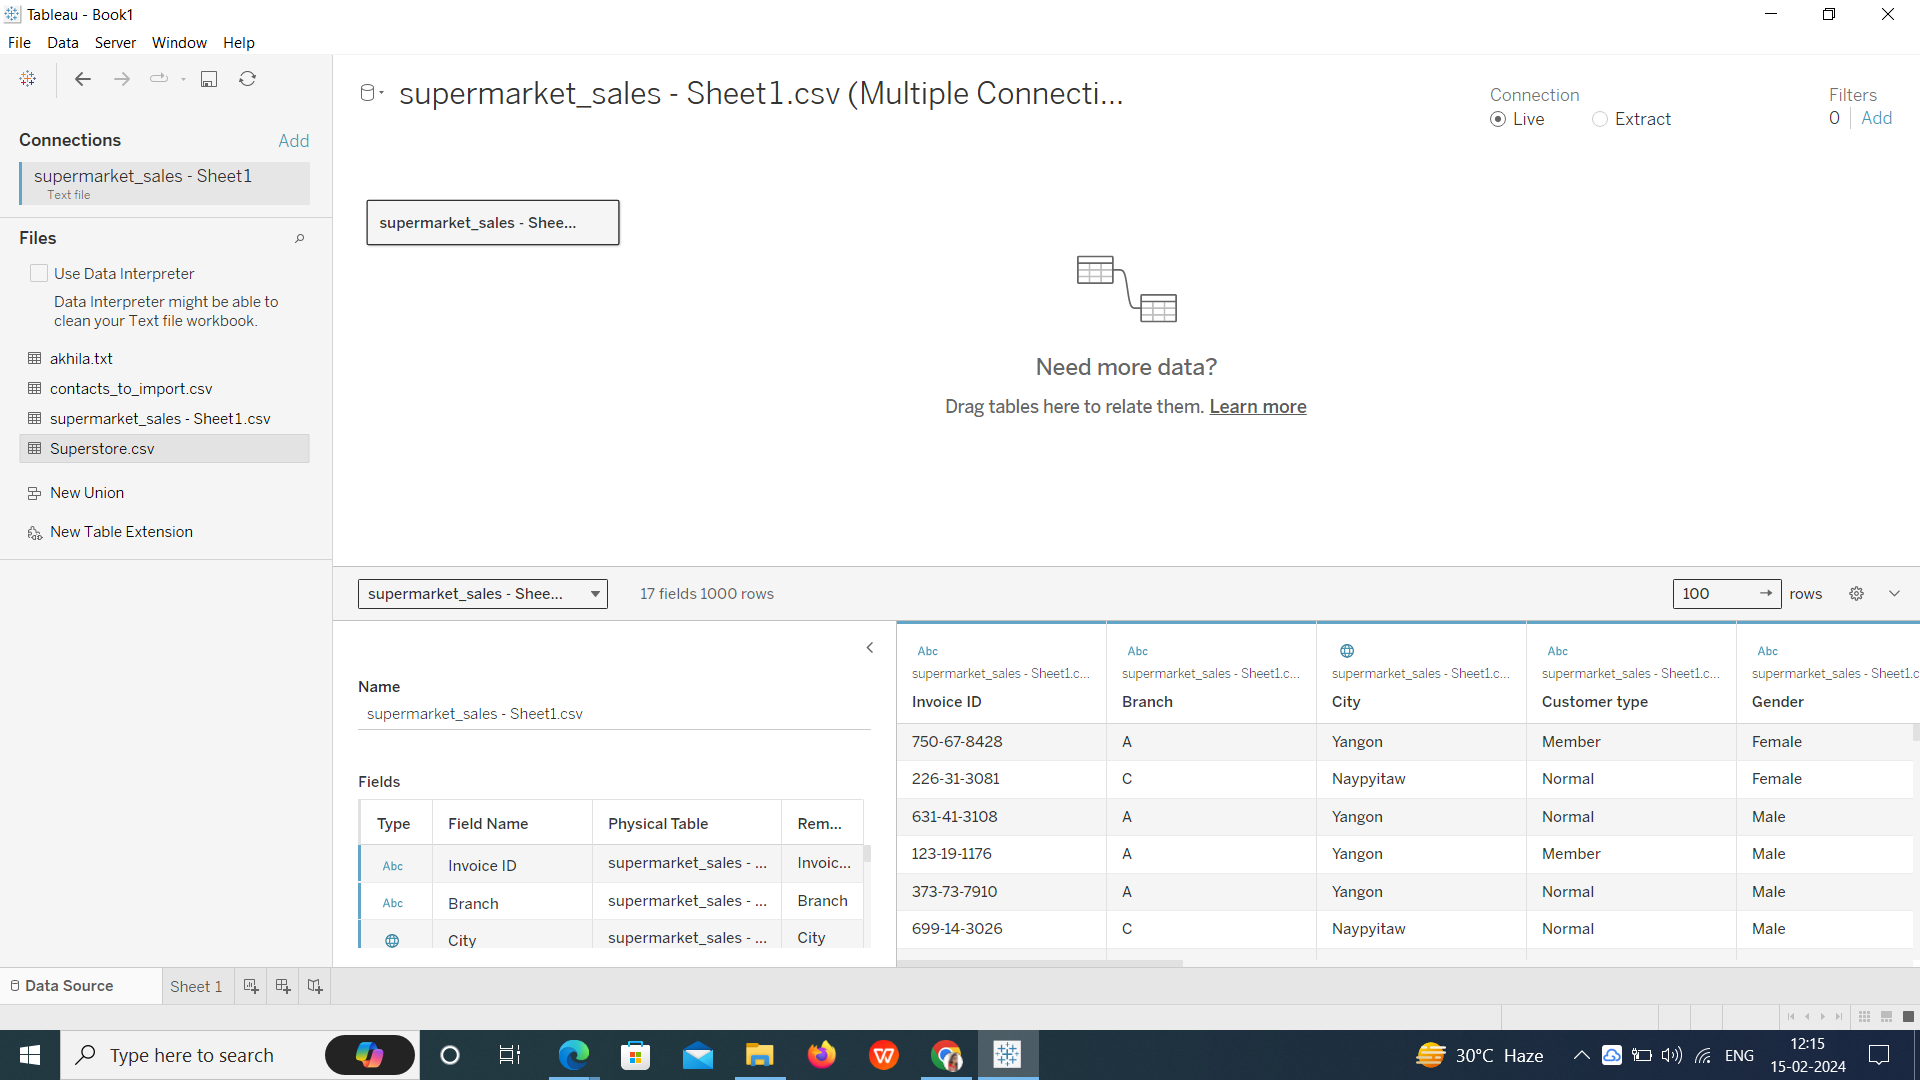 Tableau - Book1
File Data Server Window Help
supermarket_sales - Sheet1.csv (Multiple Connecti...
Connection
Live Extract
Filters
0 Add
Connections Add
supermarket_sales - Sheet1
Text file
Files
Use Data Interpreter
Data Interpreter might be able to
clean your Text file workbook.
akhila.txt
contacts_to_import.csv
supermarket_sales - Sheet1.csv
Superstore.csv
New Union
New Table Extension
supermarket_sales - Shee...
Need more data?
Drag tables here to relate them. Learn more
supermarket_sales - Shee... 17 fields 1000 rows 100 rows
Name
supermarket_sales - Sheet1.csv
Fields
Type Field Name Physical Table Rem...
Abc Invoice ID supermarket_sales - ... Invoic...
Abc Branch supermarket_sales - ... Branch
City supermarket_sales - ... City
Abc Abc Abc Abc
supermarket_sales - Sheet1.c... supermarket_sales - Sheet1.c... supermarket_sales - Sheet1.c... supermarket_sales - Sheet1.c... supermarket_sales - Sheet1.c
Invoice ID Branch City Customer type Gender
750-67-8428 A Yangon Member Female
226-31-3081 C Naypyitaw Normal Female
631-41-3108 A Yangon Normal Male
123-19-1176 A Yangon Member Male
373-73-7910 A Yangon Normal Male
699-14-3026 C Naypyitaw Normal Male
Data Source Sheet 1
Type here to search
30°C Haze
ENG
12:15
15-02-2024